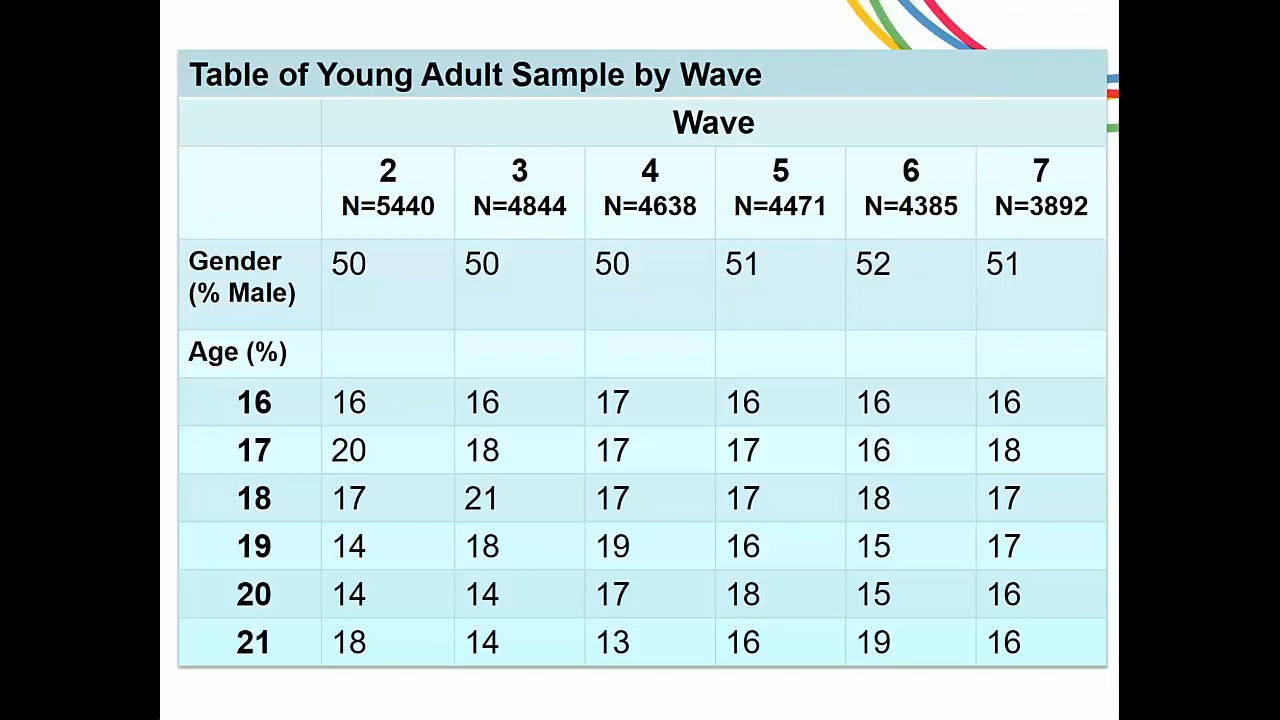 Table of Young Adult Sample by Wave
Wave
2 3 4 5 6 7
N=5440 N=4844 N=4638 N=4471 N=4385 N=3892
Gender 50 50 50 51 52 51
(% Male)
Age (%)
16 16 16 17 16 16 16
17 20 18 17 17 16 18
18 17 21 17 17 18 17
19 14 18 19 16 15 17
20 14 14 17 18 15 16
21 18 14 13 16 19 16